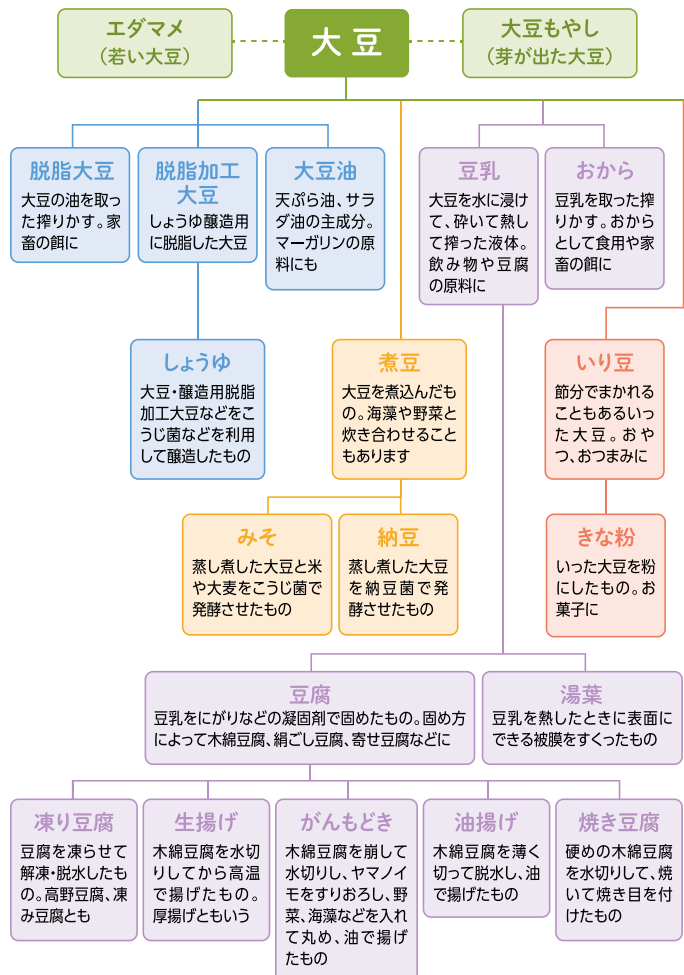 エダマメ
（若い大豆）
大豆
大豆もやし
（芽が出た大豆）
脱脂大豆
大豆の油を取っ
た搾りかす。家
畜の餌に
脱脂加工
大豆
しょうゆ醸造用
に脱脂した大豆
大豆油
天ぷら油、サラ
ダ油の主成分。
マーガリンの原
料にも
豆乳
大豆を水に浸け
て、砕いて熱し
て搾った液体。
飲み物や豆腐
の原料に
おから
豆乳を取った搾
りかす。おから
として食用や家
畜の餌に
しょうゆ
大豆・醸造用脱脂
加工大豆などをこ
うじ菌などを利用
して醸造したもの
煮豆
大豆を煮込んだも
の。海藻や野菜と
炊き合わせること
もあります
いり豆
節分でまかれる
こともあるいっ
た大豆。おや
つ、おつまみに
みそ
蒸し煮した大豆と米
や大麦をこうじ菌で
発酵させたもの
納豆
蒸し煮した大豆
を納豆菌で発
酵させたもの
きな粉
いった大豆を粉
にしたもの。お
菓子に
豆腐
豆乳をにがりなどの凝固剤で固めたもの。固め方
によって木綿豆腐、絹ごし豆腐、寄せ豆腐などに
湯葉
豆乳を熱したときに表面に
できる被膜をすくったもの
凍り豆腐
豆腐を凍らせて
解凍・脱水したも
の。高野豆腐、凍
み豆腐とも
生揚げ
木綿豆腐を水切
りしてから高温
で揚げたもの。
厚揚げともいう
がんもどき
木綿豆腐を崩して
水切りし、ヤマノイ
モをすりおろし、野
菜、海藻などを入れ
て丸め、油で揚げ
たもの
油揚げ
木綿豆腐を薄く
切って脱水し、油
で揚げたもの
焼き豆腐
硬めの木綿豆腐
を水切りして、焼
いて焼き目を付
けたもの